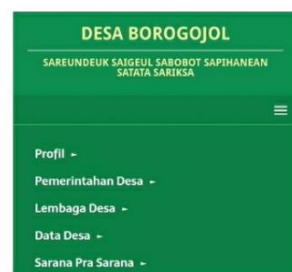 DESA BOROGOJOL
SAREUNDEUK SAIGEUL SABOBOT SAPIHANEAN
SATATA SARIKSA
Profil
Pemerintahan Desa
Lembaga Desa
Data Desa
Sarana Pra Sarana